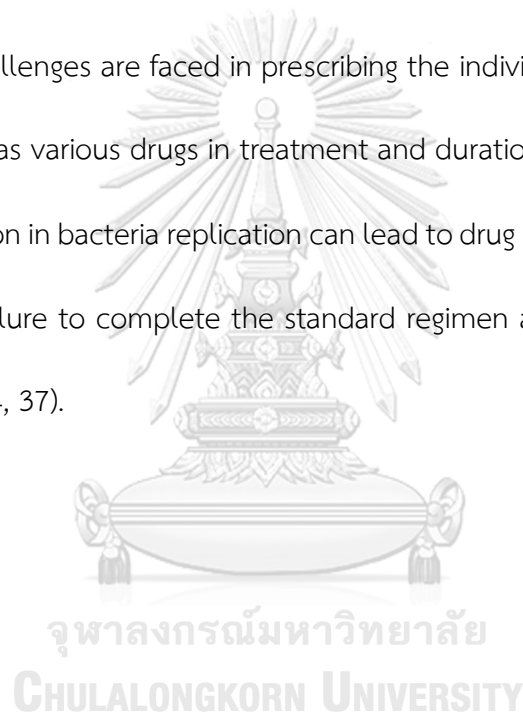 llenges are faced in prescribing the indivi
as various drugs in treatment and duratio
on in bacteria replication can lead to drug
lure to complete the standard regimen a
, 37).
จุฬาลงกรณ์มหาวิทยาลัย
CHULALONGKORN UNIVERSITY